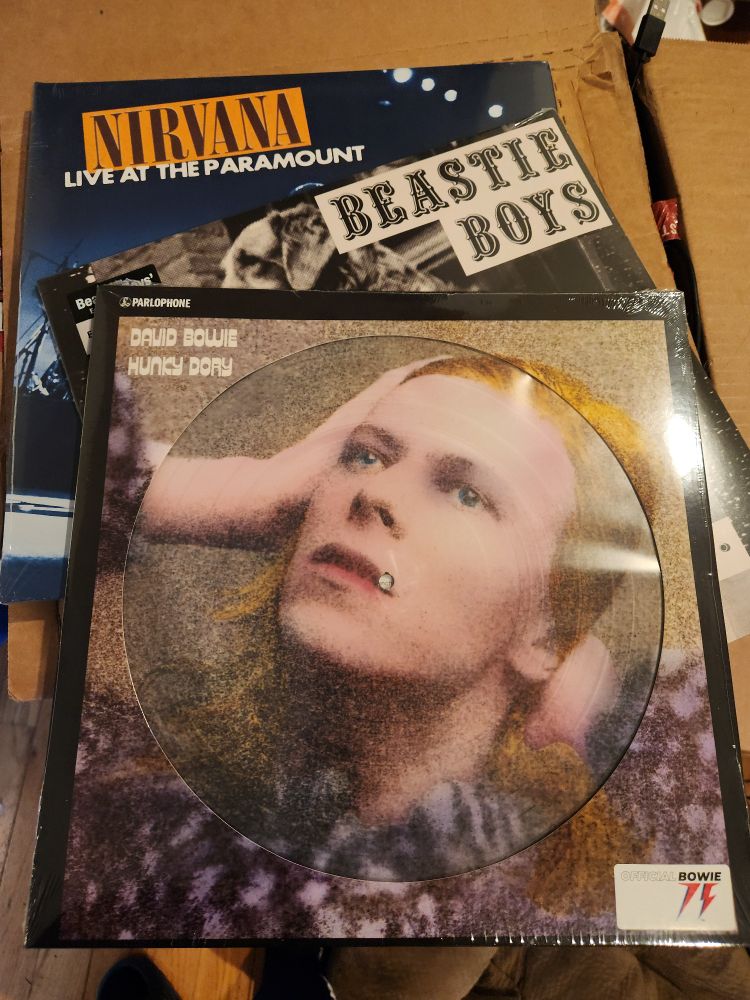 NIRVANA
LIVE AT THE PARAMOUNT
BEASTIE
BOYS
PARLOPHONE
DAVID BOWIE
HUNKY DORY
OFFICIAL BOWIE
75